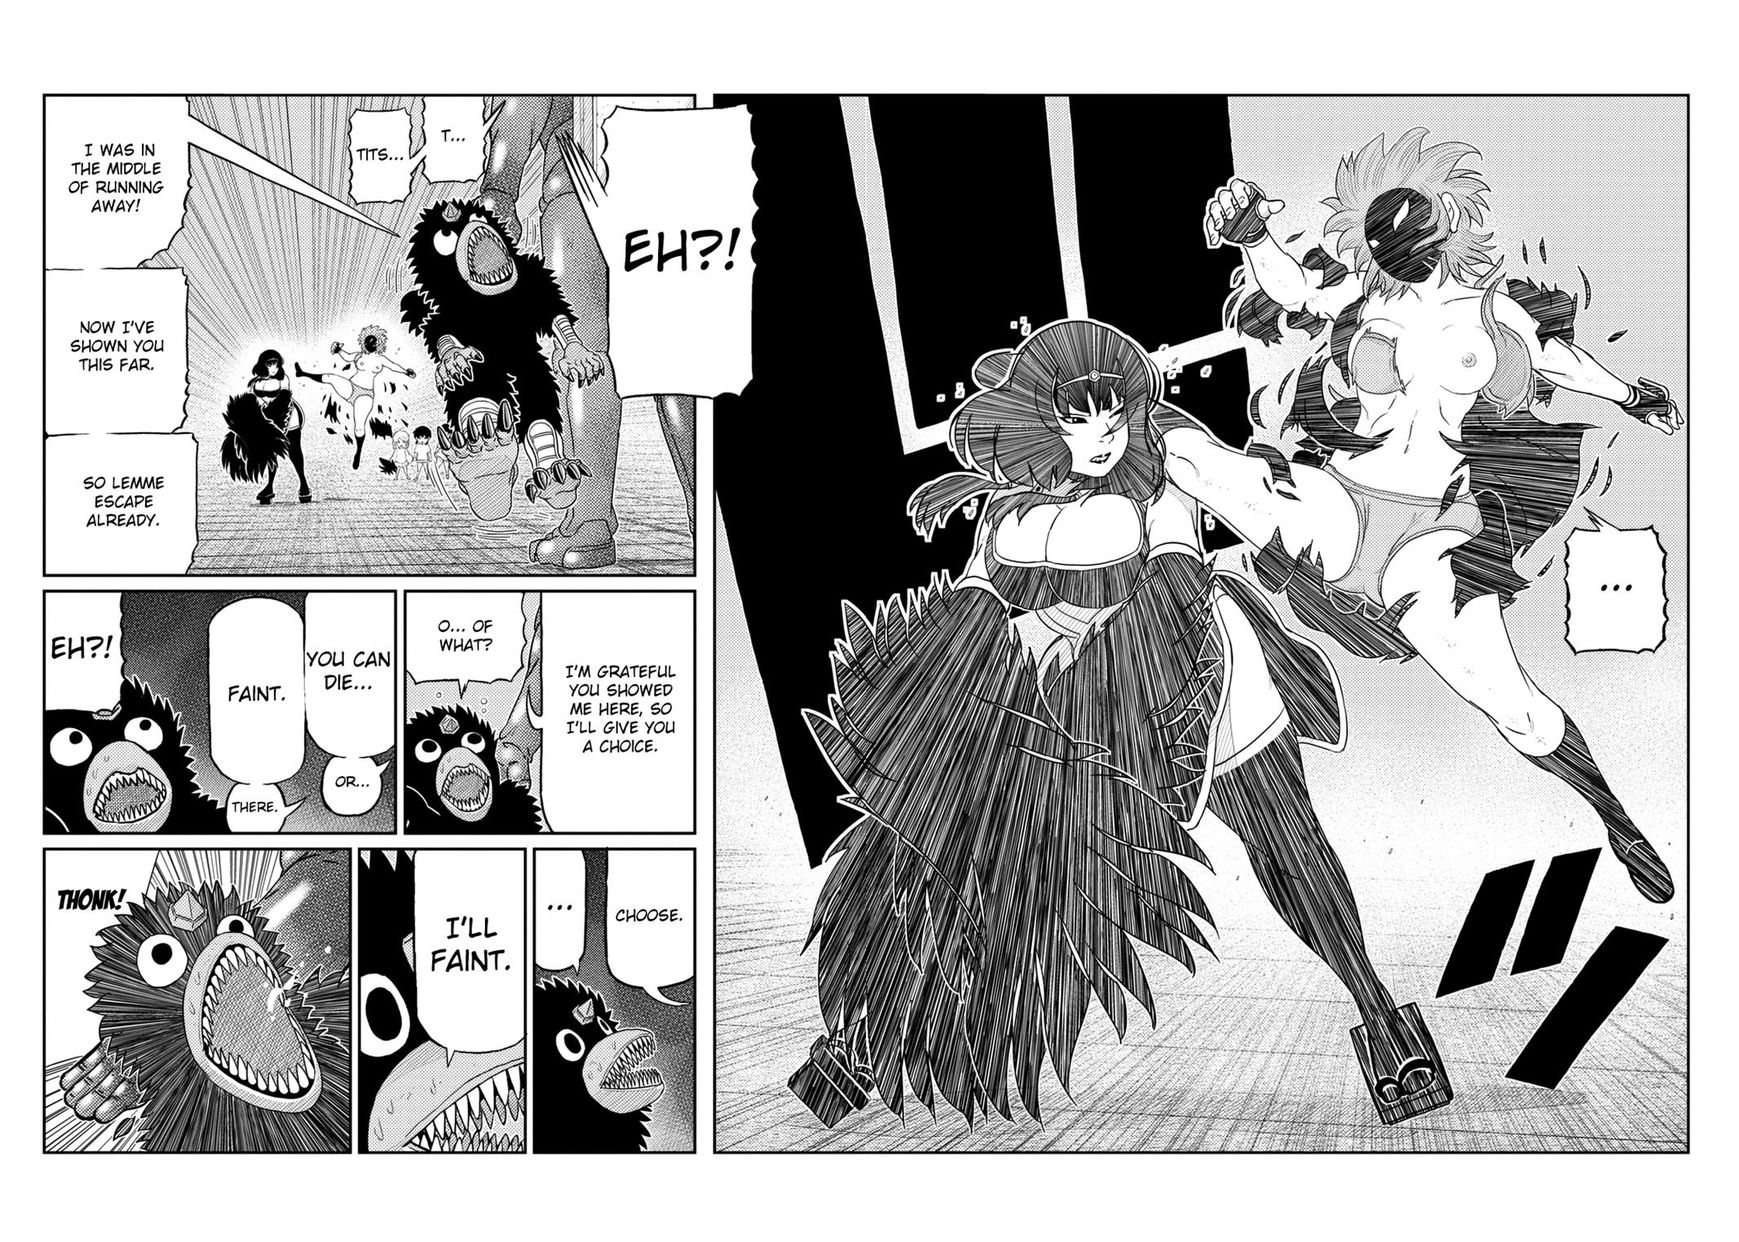 ...
ッ
EH?!
T...
TITS...
I WAS IN
THE MIDDLE
OF RUNNING
AWAY!
NOW I'VE
SHOWN YOU
THIS FAR.
SO LEMME
ESCAPE
ALREADY.
I'M GRATEFUL
YOU SHOWED
ME HERE, SO
I'LL GIVE YOU
A CHOICE.
O... OF
WHAT?
YOU CAN
DIE...
OR...
FAINT.
THERE.
EH?!
CHOOSE.
...
I'LL
FAINT.
THONK!